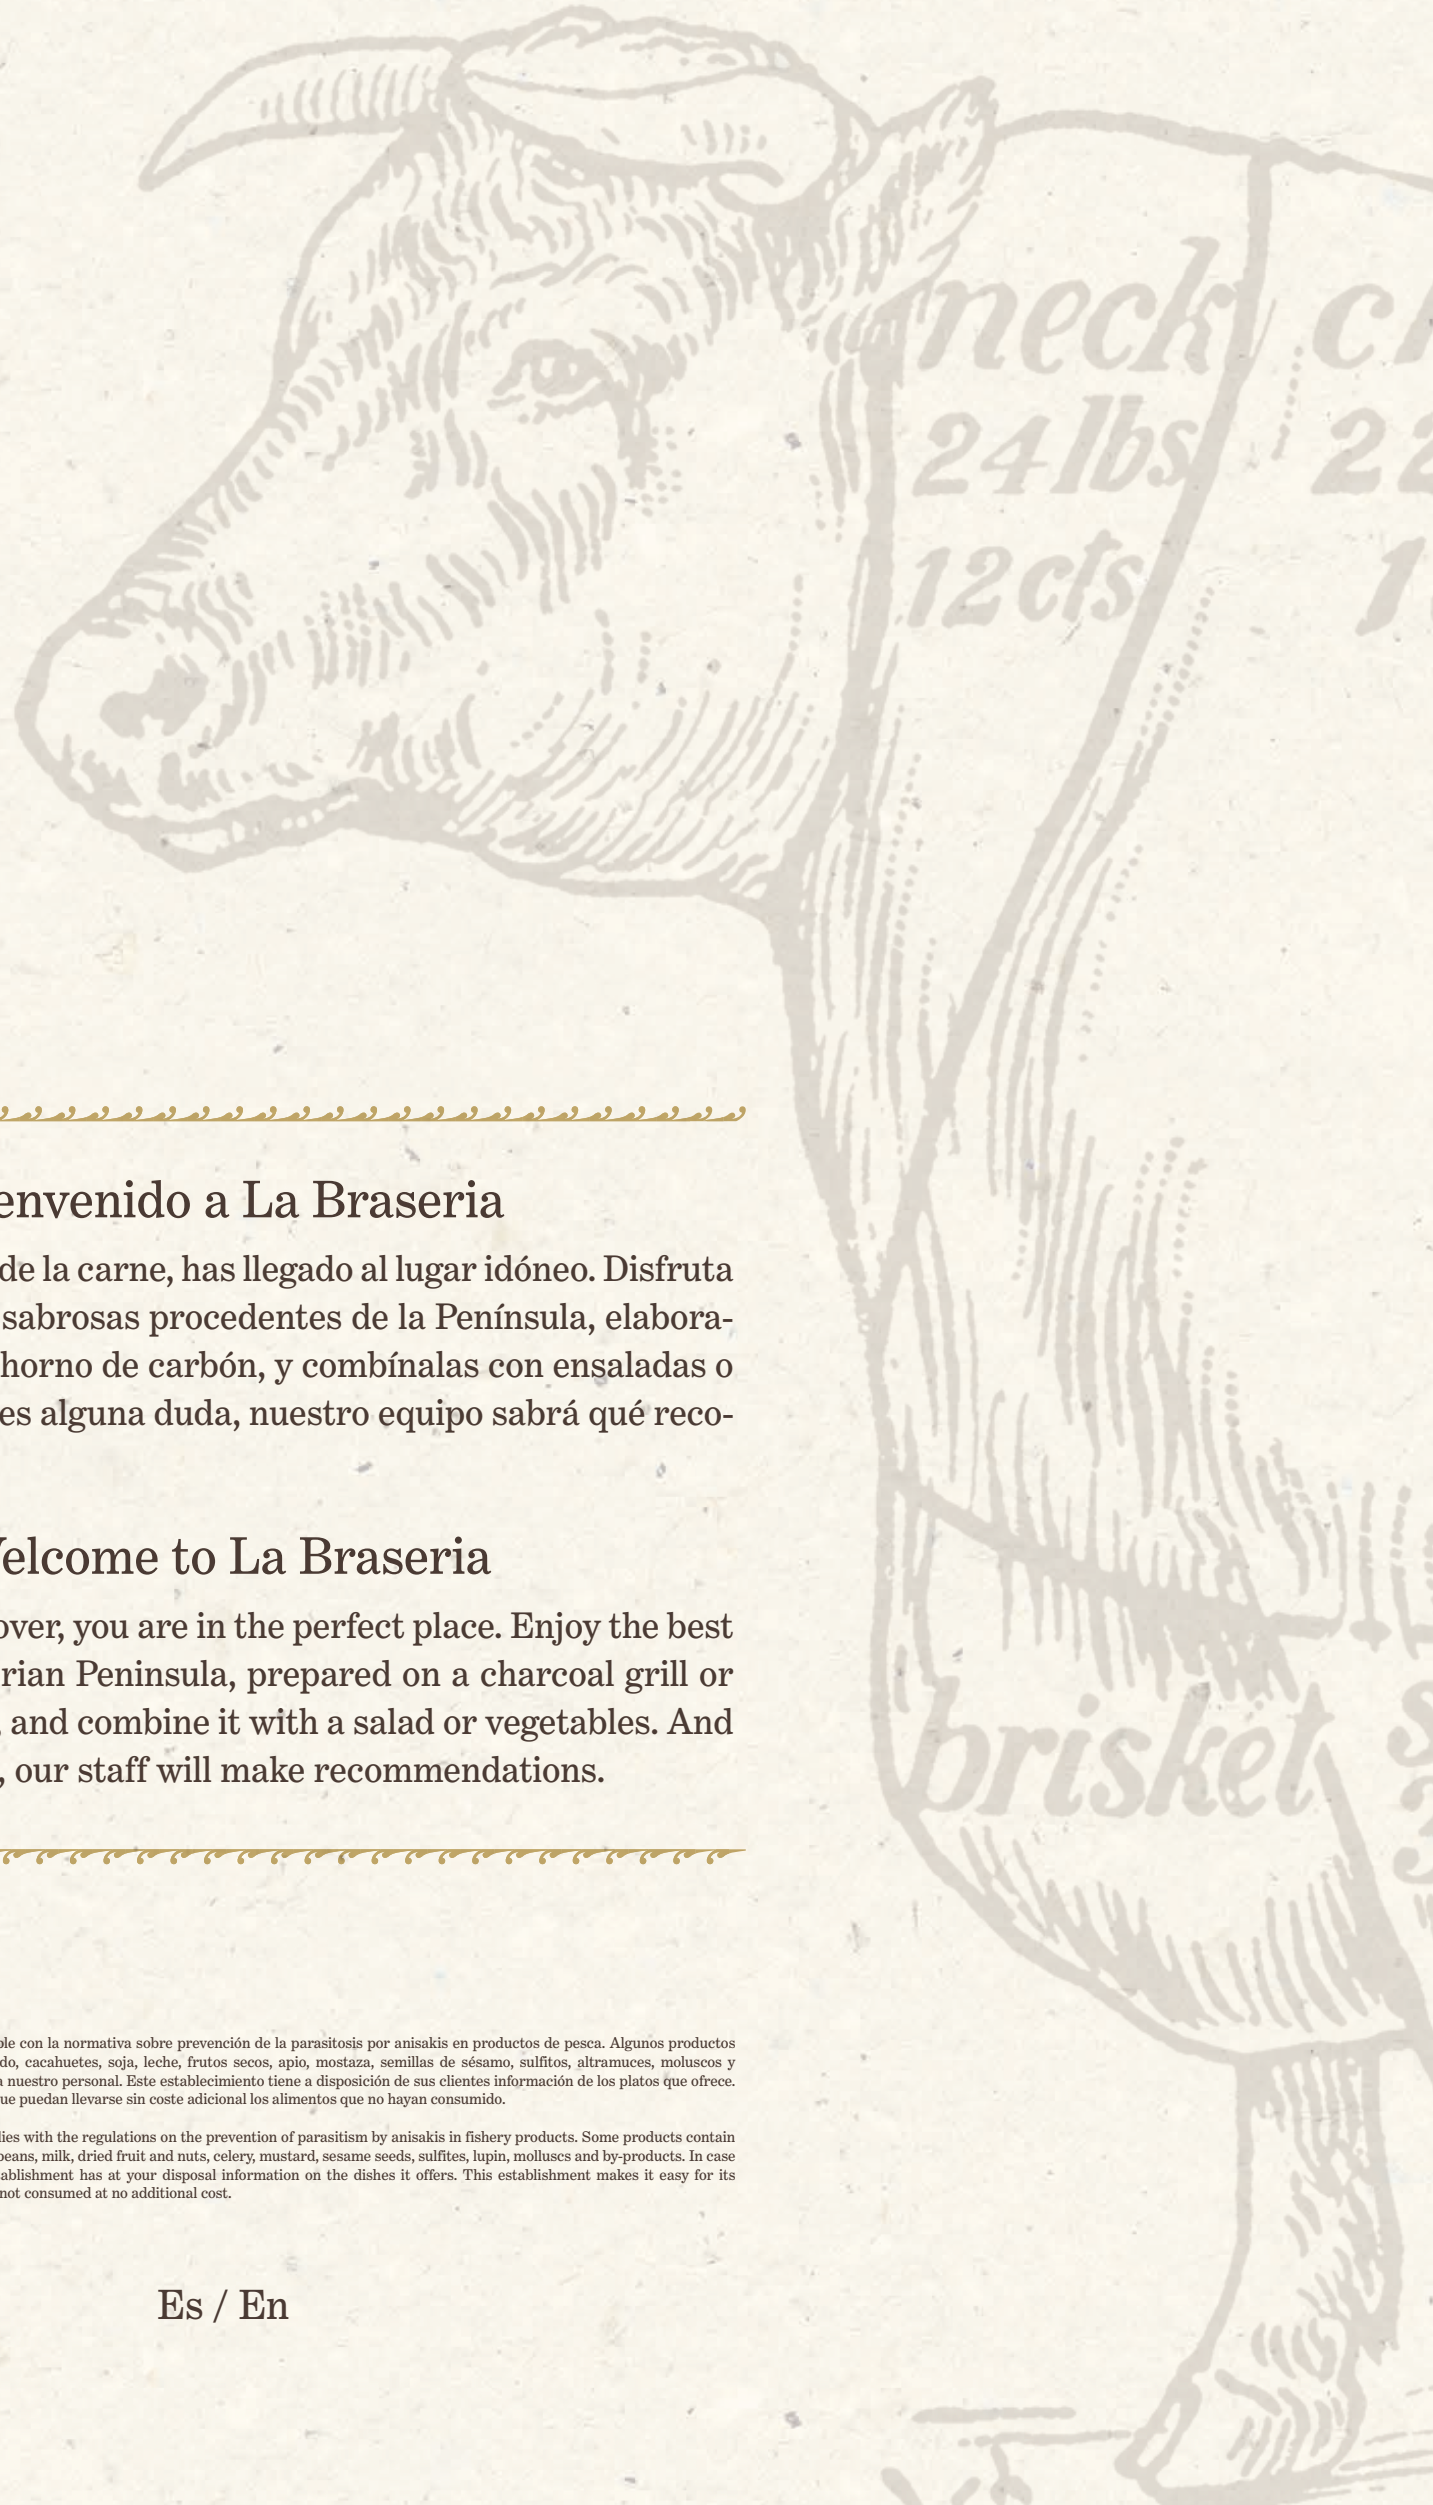 neck
24 lbs
12 cts
envenido a La Braseria
de la carne, has llegado al lugar idóneo. Disfruta
sabrosas procedentes de la Península, elabora-
horno de carbón, y combínalas con ensaladas o
es alguna duda, nuestro equipo sabrá qué reco-
elcome to La Braseria
over, you are in the perfect place. Enjoy the best
rian Peninsula, prepared on a charcoal grill or
, and combine it with a salad or vegetables. And
, our staff will make recommendations.
brisket
ple con la normativa sobre prevención de la parasitosis por anisakis en productos de pesca. Algunos productos
do, cacahuetes, soja, leche, frutos secos, apio, mostaza, semillas de sésamo, sulfitos, altramuces, moluscos y
a nuestro personal. Este establecimiento tiene a disposición de sus clientes información de los platos que ofrece.
ue puedan llevarse sin coste adicional los alimentos que no hayan consumido.
lies with the regulations on the prevention of parasitism by anisakis in fishery products. Some products contain
beans, milk, dried fruit and nuts, celery, mustard, sesame seeds, sulfites, lupin, molluscs and by-products. In case
ablishment has at your disposal information on the dishes it offers. This establishment makes it easy for its
not consumed at no additional cost.
Es / En